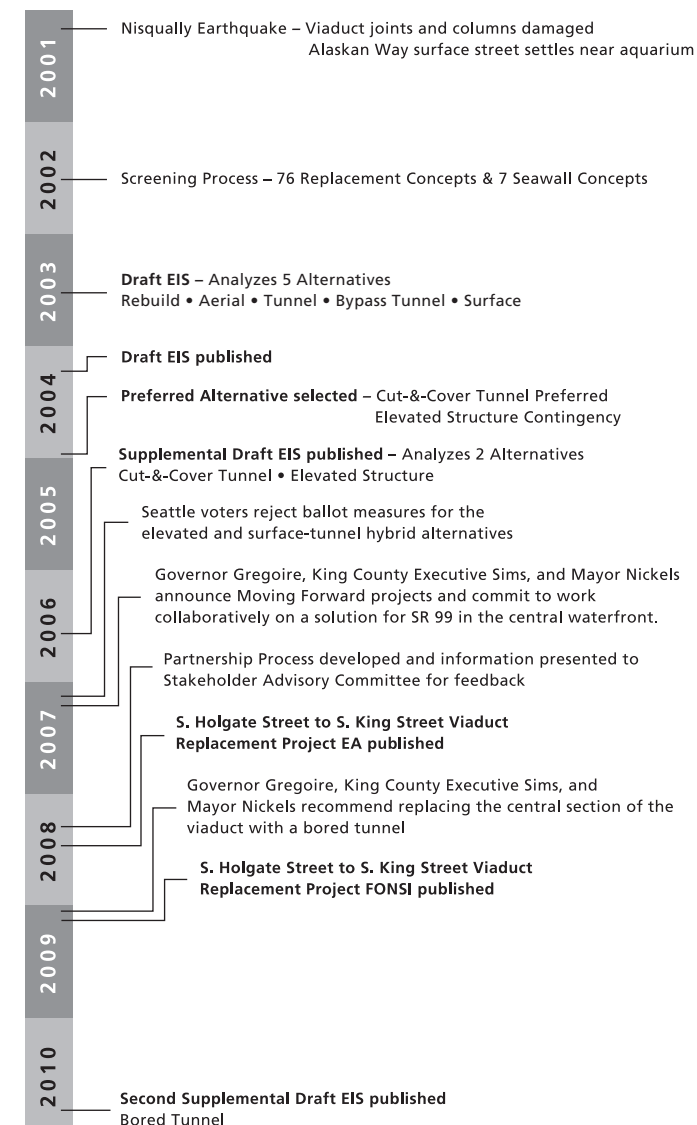 2001
Nisqually Earthquake – Viaduct joints and columns damaged
Alaskan Way surface street settles near aquarium
2002
Screening Process – 76 Replacement Concepts & 7 Seawall Concepts
2003
Draft EIS – Analyzes 5 Alternatives
Rebuild • Aerial • Tunnel • Bypass Tunnel • Surface
2004
Draft EIS published
Preferred Alternative selected – Cut-&-Cover Tunnel Preferred
Elevated Structure Contingency
2005
Supplemental Draft EIS published – Analyzes 2 Alternatives
Cut-&-Cover Tunnel • Elevated Structure
Seattle voters reject ballot measures for the
elevated and surface-tunnel hybrid alternatives
2006
Governor Gregoire, King County Executive Sims, and Mayor Nickels
announce Moving Forward projects and commit to work
collaboratively on a solution for SR 99 in the central waterfront.
2007
Partnership Process developed and information presented to
Stakeholder Advisory Committee for feedback
S. Holgate Street to S. King Street Viaduct
Replacement Project EA published
2008
Governor Gregoire, King County Executive Sims, and
Mayor Nickels recommend replacing the central section of the
viaduct with a bored tunnel
S. Holgate Street to S. King Street Viaduct
Replacement Project FONSI published
2009
2010
Second Supplemental Draft EIS published
Bored Tunnel